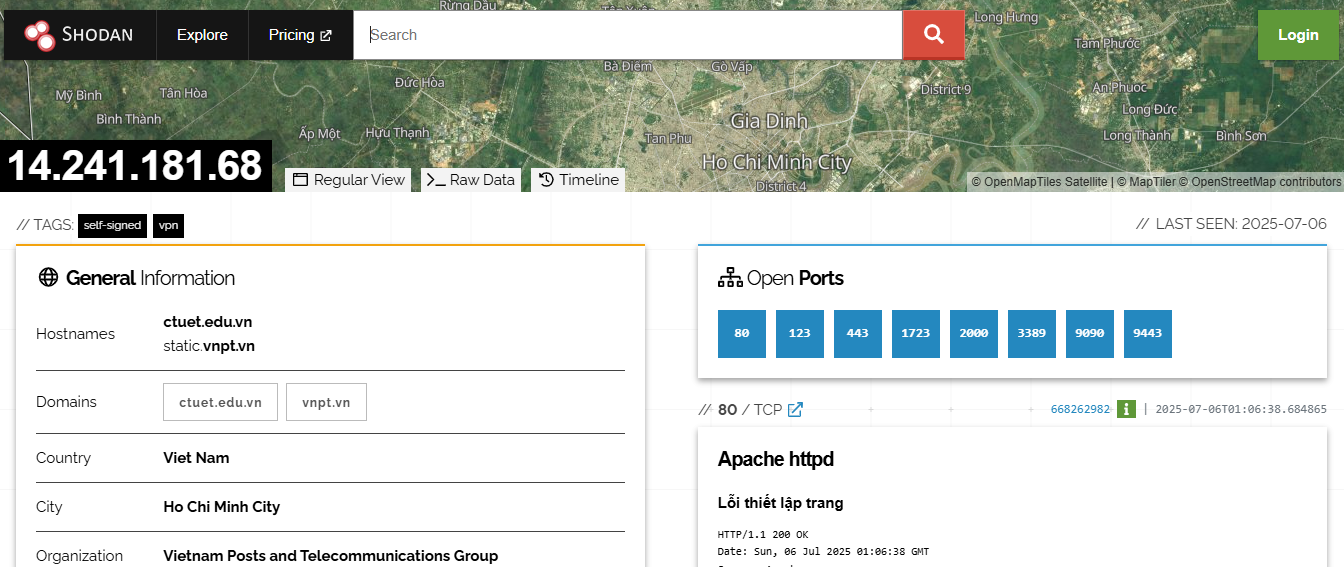 Rừng Dầu
Long Hưng
SHODAN Explore Pricing Search Login
Tam Phước
Bà Điểm Gò Vấp
Đức Hòa
Mỹ Bình Tân Hòa District 9 An Phuoc
Long Đức
Bình Thành Gia Dinh
Ấp Một Hựu Thạnh Tan Phu Long Thành Bình Sơn
Ho Chi Minh City
14.241.181.68 Regular View Raw Data Timeline District 4
© OpenMapTiles Satellite | © MapTiler © OpenStreetMap contributors
// TAGS: self-signed vpn
// LAST SEEN: 2025-07-06
General Information
Hostnames
ctuet.edu.vn
static.vnpt.vn
Domains ctuet.edu.vn vnpt.vn
Country Viet Nam
City Ho Chi Minh City
Organization Vietnam Posts and Telecommunications Group
Open Ports
80 123 443 1723 2000 3389 9090 9443
// 80 / TCP 668262982 | 2025-07-06T01:06:38.684865
Apache httpd
Lỗi thiết lập trang
HTTP/1.1 200 OK
Date: Sun, 06 Jul 2025 01:06:38 GMT